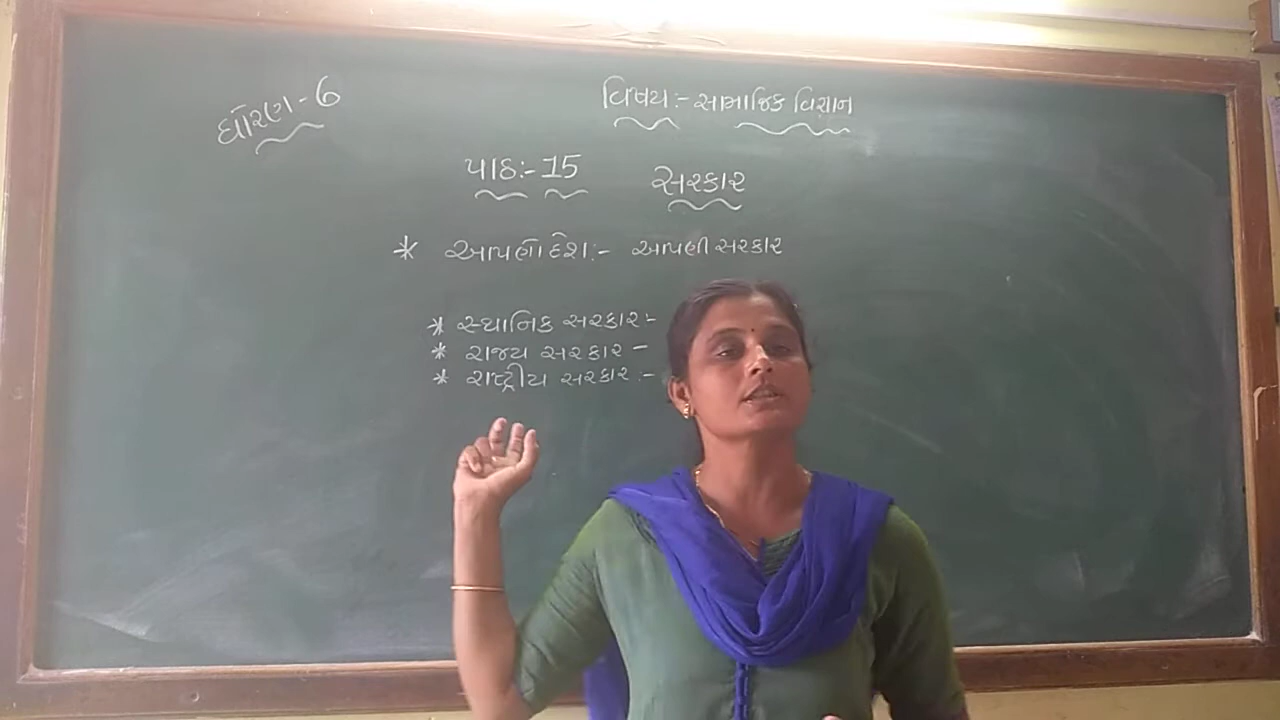 ધોરણ - 6
વિષય :- સામાજિક વિજ્ઞાન
પાઠ :- 15 સરકાર
* આપણો દેશ :- આપણી સરકાર
* સ્થાનિક સરકાર :-
* રાજ્ય સરકાર -
* રાષ્ટ્રીય સરકાર :-